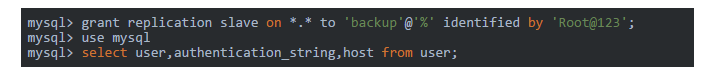 mysql> grant replication slave on *.* to 'backup'@'%' identified by 'Root@123';
mysql> use mysql
mysql> select user,authentication_string,host from user;